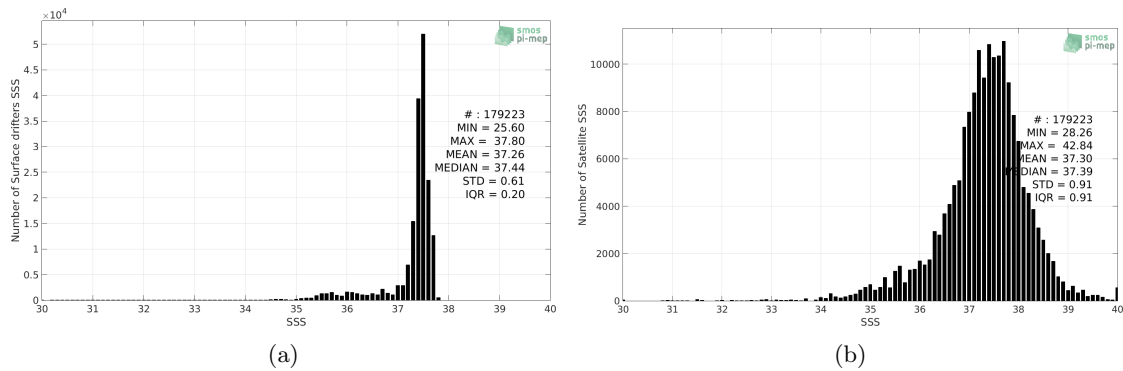 ×10⁴
5
4.5
4
3.5
3
2.5
2
1.5
1
0.5
0
30 31 32 33 34 35 36 37 38 39 40
SSS
Number of Surface drifters SSS
smos
pi-mep
# : 179223
MIN = 25.60
MAX = 37.80
MEAN = 37.26
MEDIAN = 37.44
STD = 0.61
IQR = 0.20
(a)
10000
8000
6000
4000
2000
0
30 31 32 33 34 35 36 37 38 39 40
SSS
Number of Satellite SSS
smos
pi-mep
# : 179223
MIN = 28.26
MAX = 42.84
MEAN = 37.30
MEDIAN = 37.39
STD = 0.91
IQR = 0.91
(b)